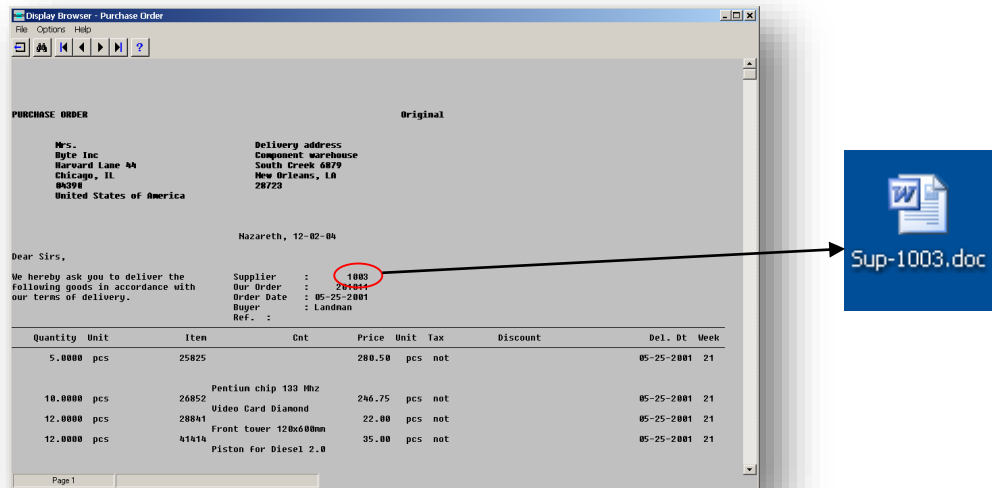 Display Browser - Purchase Order
File Options Help
PURCHASE ORDER Original
Mrs. Delivery address
Byte Inc Component warehouse
Harvard Lane 44 South Creek 6879
Chicago, IL New Orleans, LA
04390 28723
United States of America
Nazareth, 12-02-04
Dear Sirs,
We hereby ask you to deliver the Supplier : 1003
following goods in accordance with Our Order : 201011
our terms of delivery. Order Date : 05-25-2001
Buyer : Landman
Ref. :
Quantity Unit Item Cnt Price Unit Tax Discount Del. Dt Week
5.0000 pcs 25825 280.50 pcs not 05-25-2001 21
Pentium chip 133 Mhz
10.0000 pcs 26852 246.75 pcs not 05-25-2001 21
Video Card Diamond
12.0000 pcs 28841 22.00 pcs not 05-25-2001 21
Front tower 120x600mm
12.0000 pcs 41414 35.00 pcs not 05-25-2001 21
Piston for Diesel 2.0
Page 1
Sup-1003.doc